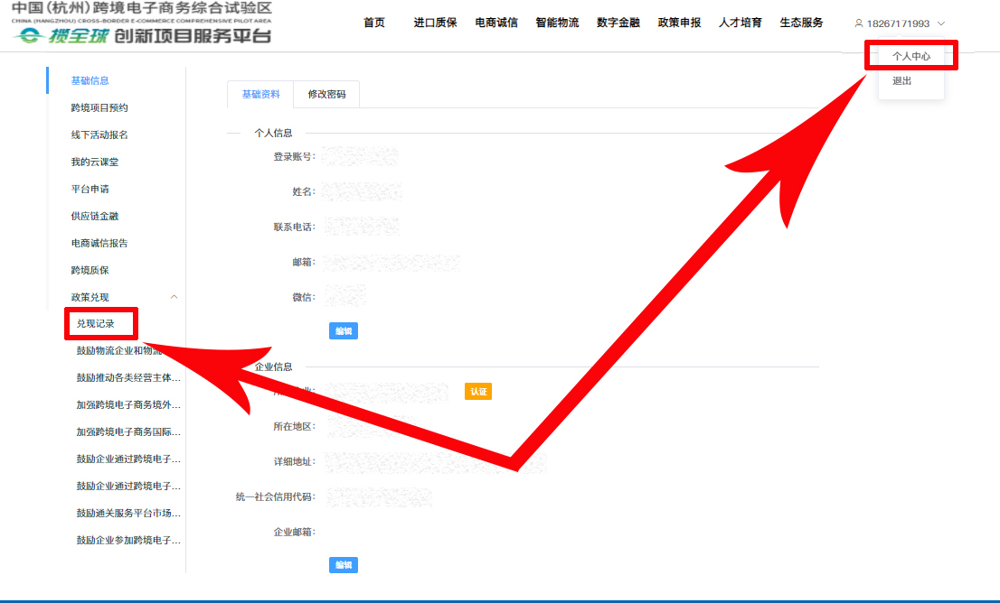 中国(杭州)跨境电子商务综合试验区
CHINA (HANGZHOU) CROSS-BORDER E-COMMERCE COMPREHENSIVE PILOT AREA
揽全球 创新项目服务平台
首页 进口质保 电商诚信 智能物流 数字金融 政策申报 人才培育 生态服务 18267171993
个人中心
退出
基础信息
跨境项目预约
线下活动报名
我的云课堂
平台申请
供应链金融
电商诚信报告
跨境质保
政策兑现
兑现记录
鼓励物流企业和物流
鼓励推动各类经营主体...
加强跨境电子商务境外...
加强跨境电子商务国际...
鼓励企业通过跨境电子...
鼓励企业通过跨境电子...
鼓励通关服务平台市场...
鼓励企业参加跨境电子...
基础资料 修改密码
个人信息
登录账号：
姓名：
联系电话：
邮箱：
微信：
编辑
企业信息
认证
所在地区：
详细地址：
统一社会信用代码：
企业邮箱：
编辑